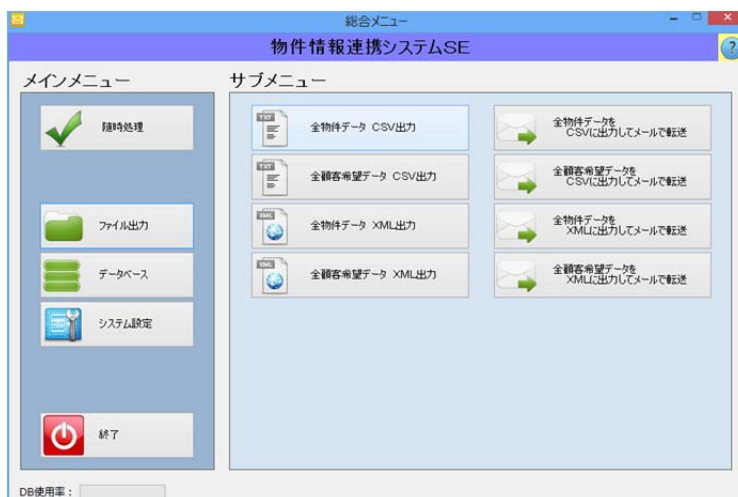 総合メニュー
物件情報連携システムSE
メインメニュー
随時処理
ファイル出力
データベース
システム設定
終了
サブメニュー
TXT
全物件データ CSV出力
全物件データを
CSVに出力してメールで転送
TXT
全顧客希望データ CSV出力
全顧客希望データを
CSVに出力してメールで転送
XML
全物件データ XML出力
全物件データを
XMLに出力してメールで転送
XML
全顧客希望データ XML出力
全顧客希望データを
XMLに出力してメールで転送
DB使用率：